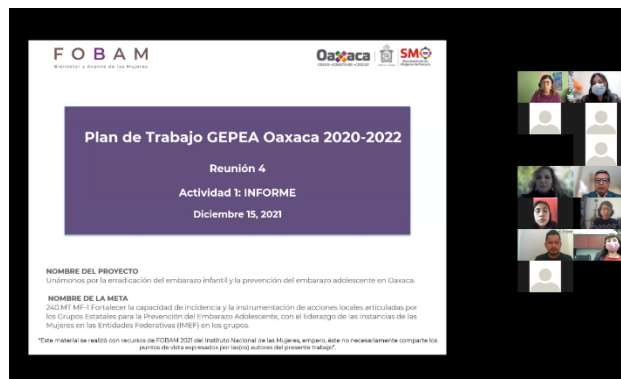 FOBAM
Bienestar y Avance de las Mujeres
Oaxaca
SM
Plan de Trabajo GEPEA Oaxaca 2020-2022
Reunión 4
Actividad 1: INFORME
Diciembre 15, 2021
NOMBRE DEL PROYECTO
Unámonos por la erradicación del embarazo infantil y la prevención del embarazo adolescente en Oaxaca.
NOMBRE DE LA META
240.MT MF-1 Fortalecer la capacidad de incidencia y la instrumentación de acciones locales articuladas por
los Grupos Estatales para la Prevención del Embarazo Adolescente, con el liderazgo de las instancias de las
Mujeres en las Entidades Federativas (IMEF) en los grupos.
"Este material se realizó con recursos de FOBAM 2021 del Instituto Nacional de las Mujeres, empero, éste no necesariamente comparte los
puntos de vista expresados por las(os) autores del presente trabajo".